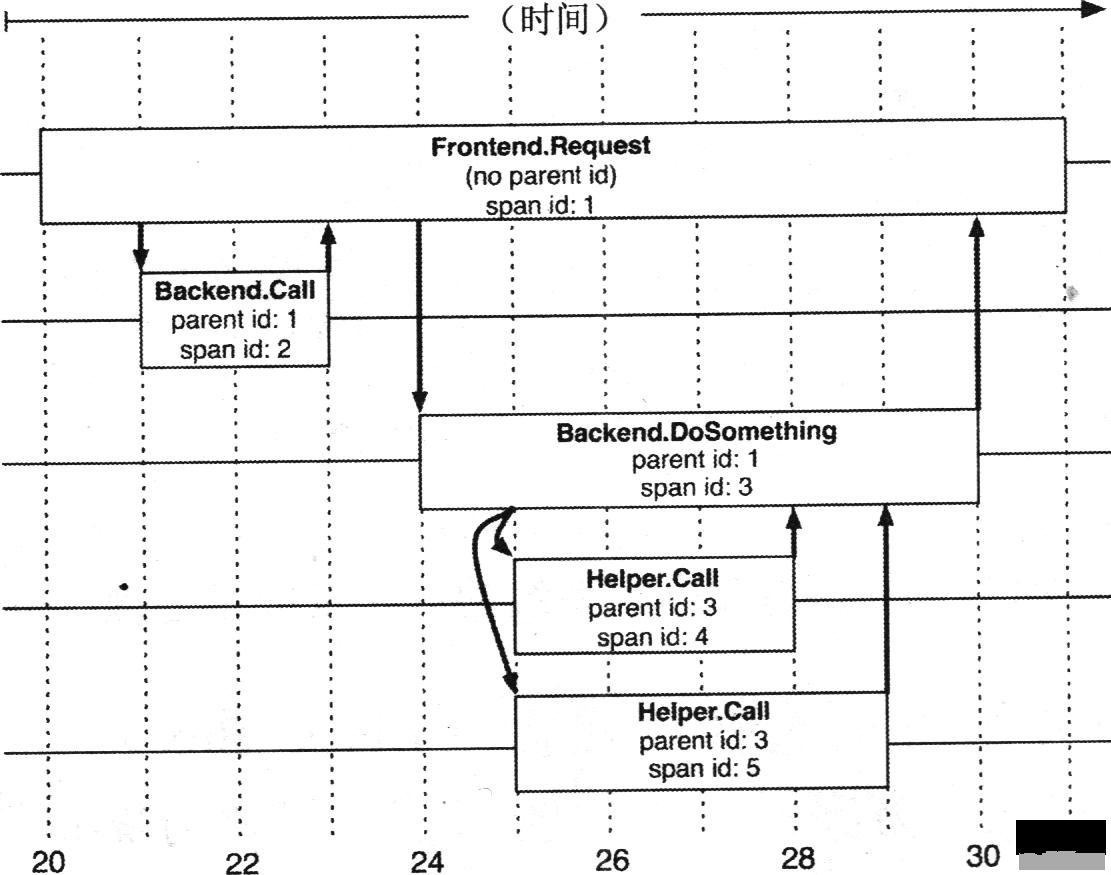 （时间）
Frontend.Request
(no parent id)
span id: 1
Backend.Call
parent id: 1
span id: 2
Backend.DoSomething
parent id: 1
span id: 3
Helper.Call
parent id: 3
span id: 4
Helper.Call
parent id: 3
span id: 5
20 22 24 26 28 30